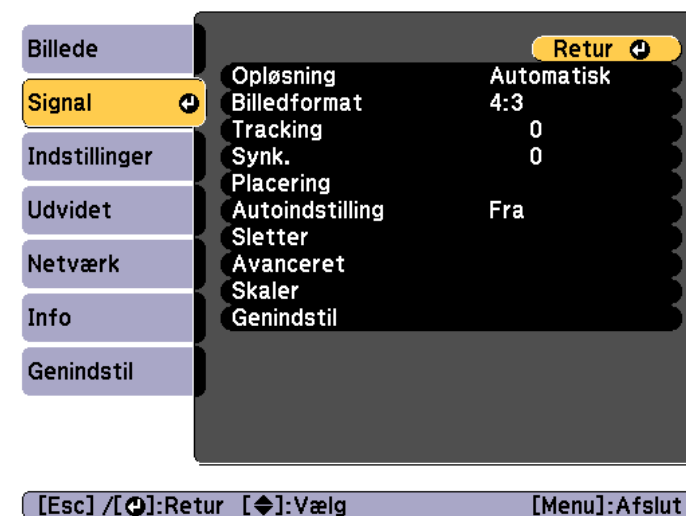 Billede
Signal
Indstillinger
Udvidet
Netværk
Info
Genindstil
Retur
Opløsning Automatisk
Billedformat 4:3
Tracking 0
Synk. 0
Placering
Autoindstilling Fra
Sletter
Avanceret
Skaler
Genindstil
[Esc] /[⏎]:Retur [◆]:Vælg [Menu]:Afslut